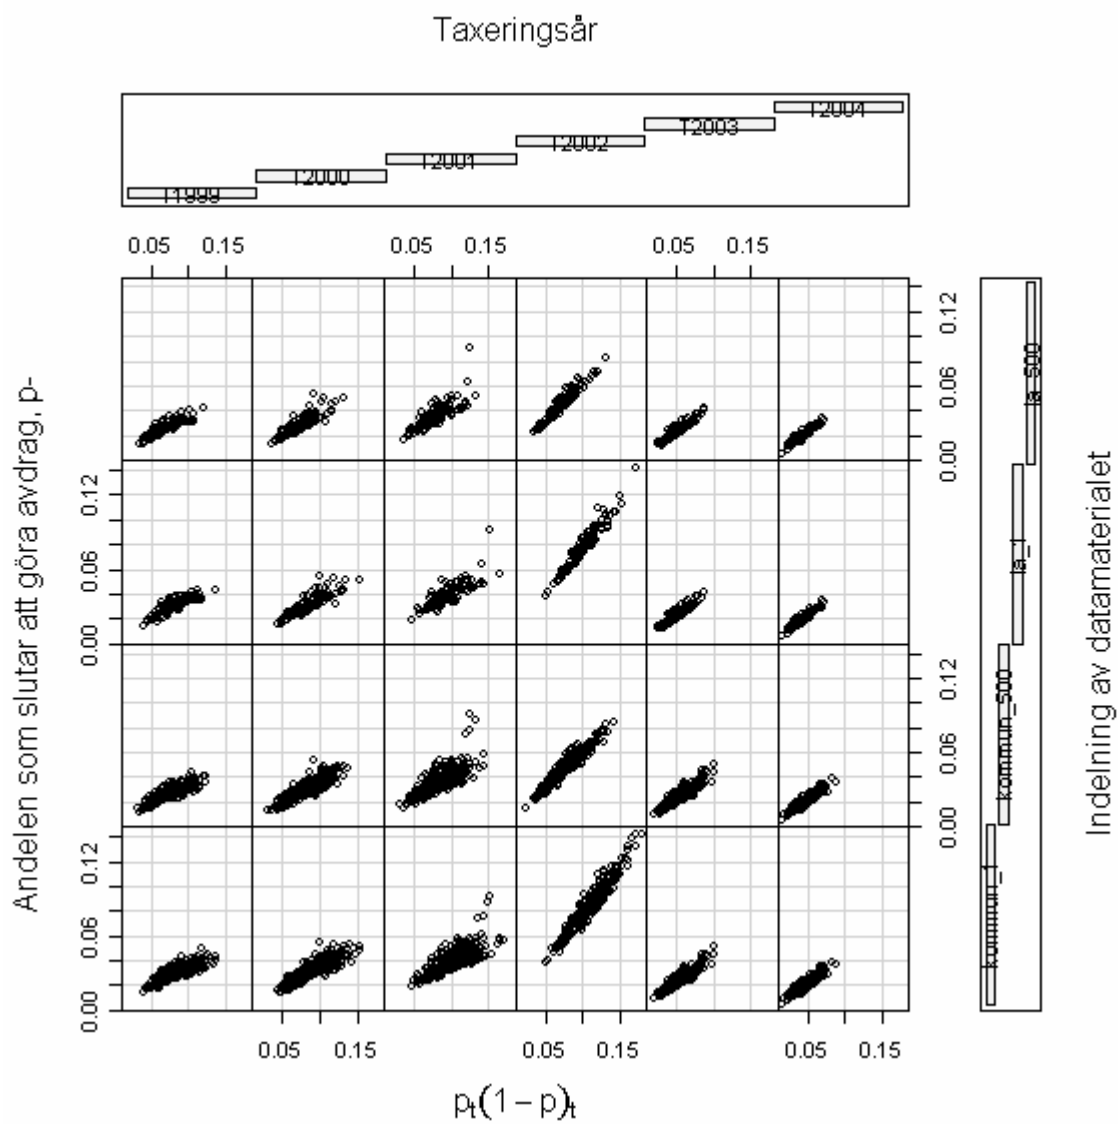 Taxeringsår
T2004
T2003
T2002
T2001
T2000
T1999
0.05 0.15 0.05 0.15 0.05 0.15
Andelen som slutar att göra avdrag, p-
0.00 0.06 0.12
0.00 0.06 0.12
0.00 0.06 0.12
0.00 0.06 0.12
la_500
la_1
kommun_500
kommun_1
Indelning av datamaterialet
0.05 0.15 0.05 0.15 0.05 0.15
pₜ(1 – p)ₜ